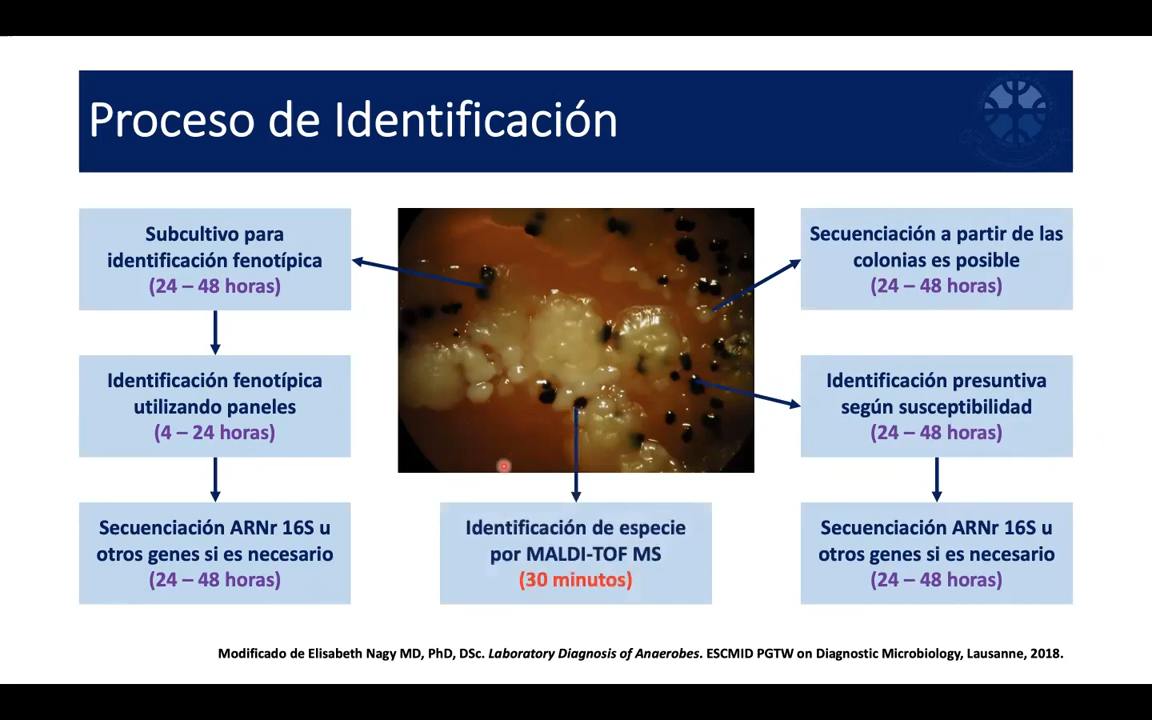 Proceso de Identificación
Subcultivo para
identificación fenotípica
(24 – 48 horas)
Identificación fenotípica
utilizando paneles
(4 – 24 horas)
Secuenciación ARNr 16S u
otros genes si es necesario
(24 – 48 horas)
Identificación de especie
por MALDI-TOF MS
(30 minutos)
Secuenciación a partir de las
colonias es posible
(24 – 48 horas)
Identificación presuntiva
según susceptibilidad
(24 – 48 horas)
Secuenciación ARNr 16S u
otros genes si es necesario
(24 – 48 horas)
Modificado de Elisabeth Nagy MD, PhD, DSc. Laboratory Diagnosis of Anaerobes. ESCMID PGTW on Diagnostic Microbiology, Lausanne, 2018.